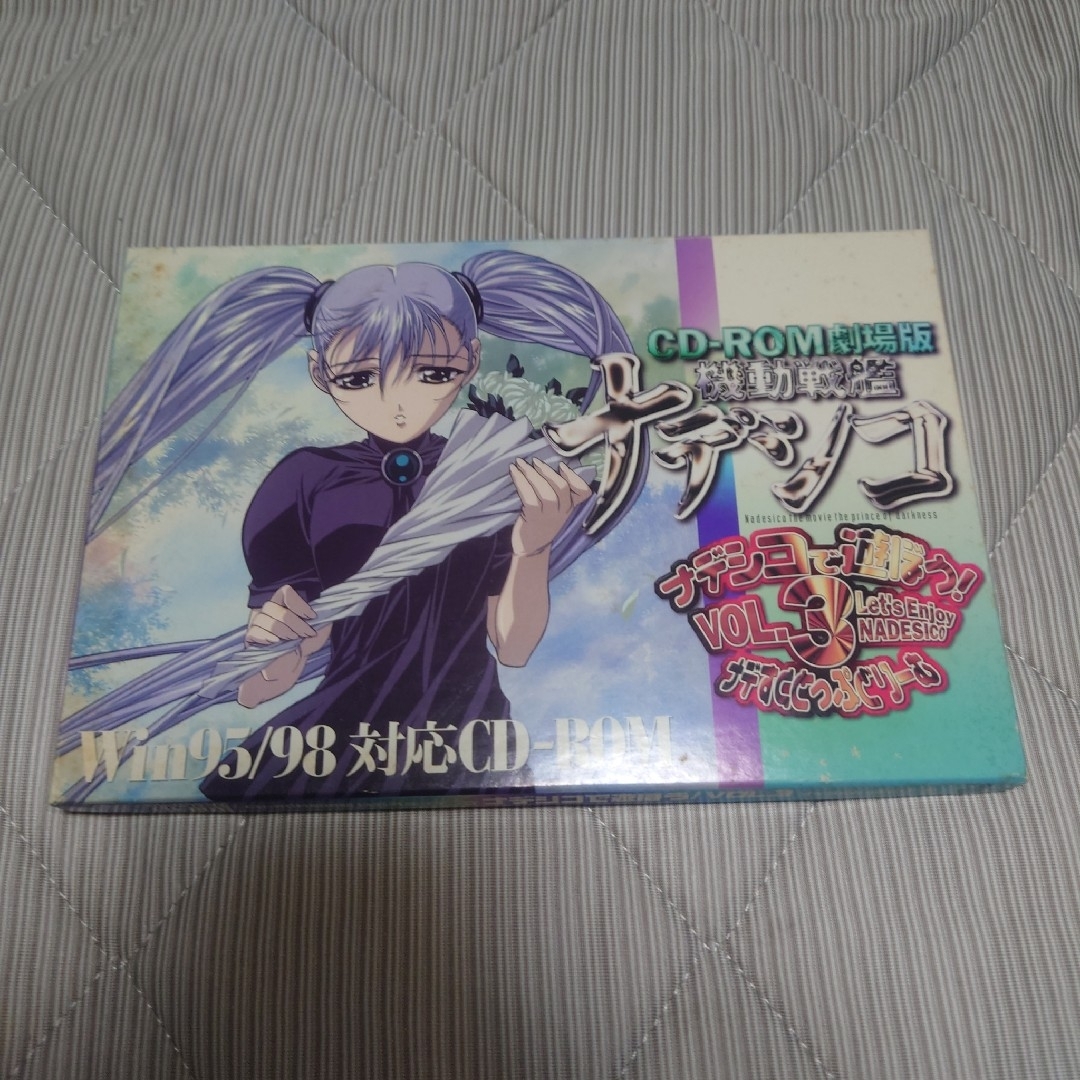 CD-ROM劇場版
機動戦艦
ナデシコ
Nadesico the movie the prince of darkness
ナデシコで遊ぼう!
VOL.3
Let's Enjoy
NADESICO
ナデすくとっぷどりーむ
Win95/98 対応CD-ROM